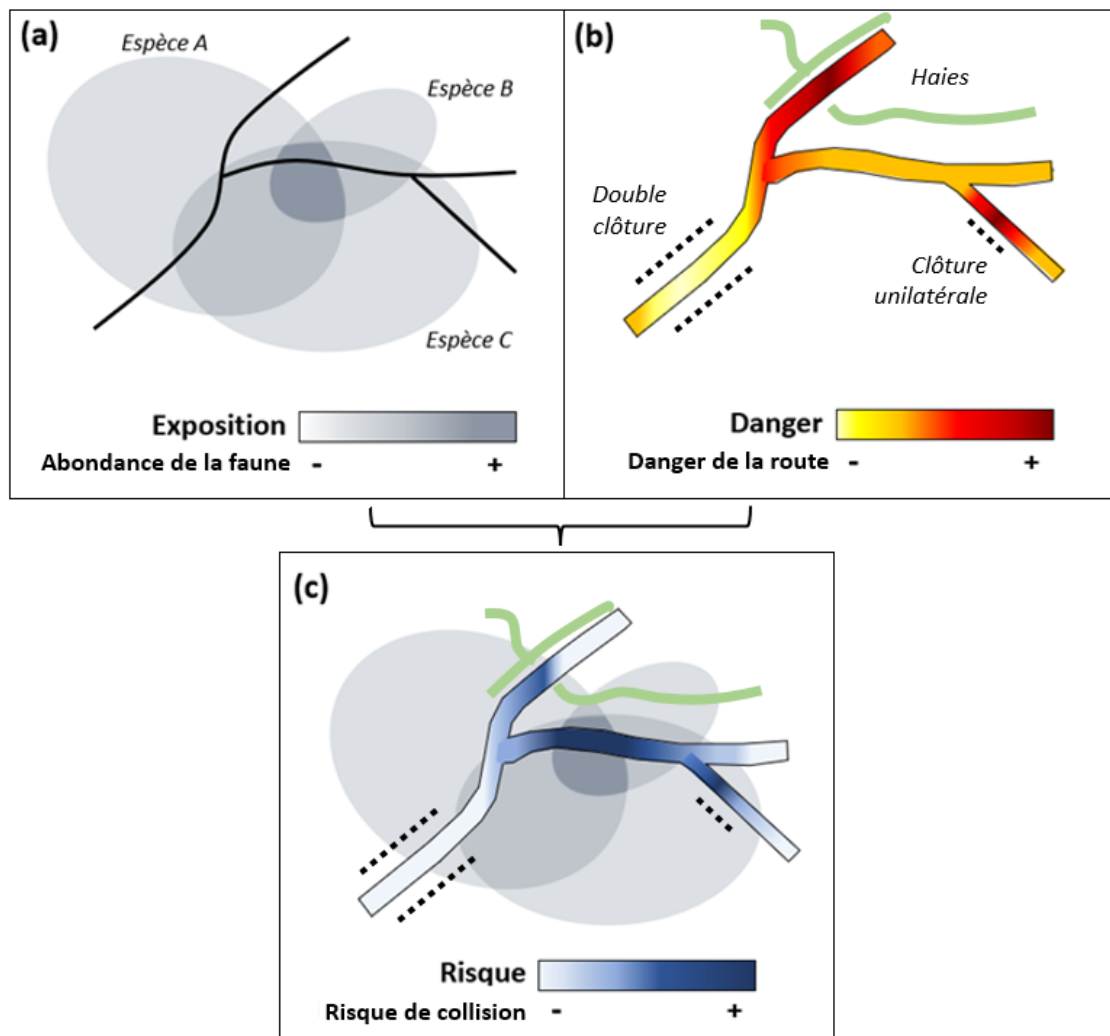 (a)
Espèce A
Espèce B
Espèce C
Exposition
Abondance de la faune - +
(b)
Haies
Double
clôture
Clôture
unilatérale
Danger
Danger de la route - +
(c)
Risque
Risque de collision - +